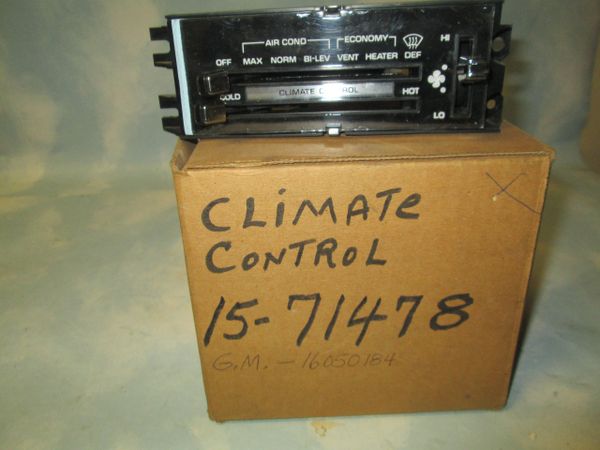 AIR COND ECONOMY HI
OFF MAX NORM BI-LEV VENT HEATER DEF
COLD CLIMATE CONTROL HOT
LO
CLiMATe
CONTROL
15-71478
G.M. - 16050184
X